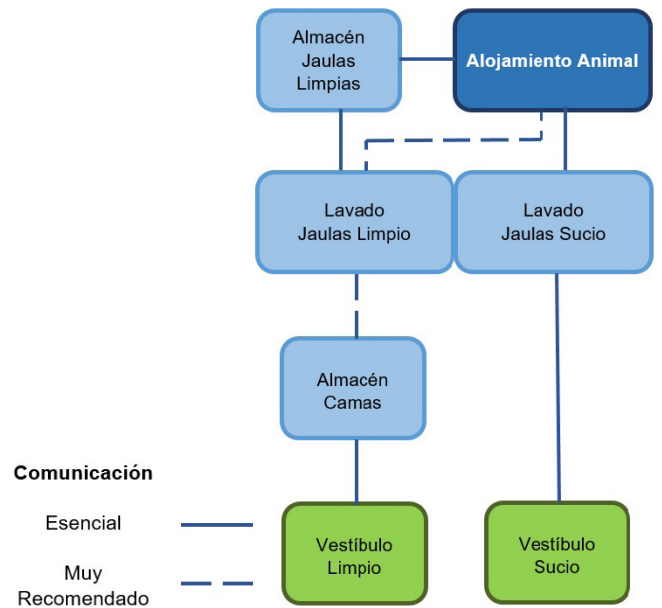 Almacén
Jaulas
Limpias
Alojamiento Animal
Lavado
Jaulas Limpio
Lavado
Jaulas Sucio
Almacén
Camas
Comunicación
Esencial
Muy
Recomendado
Vestíbulo
Limpio
Vestíbulo
Sucio